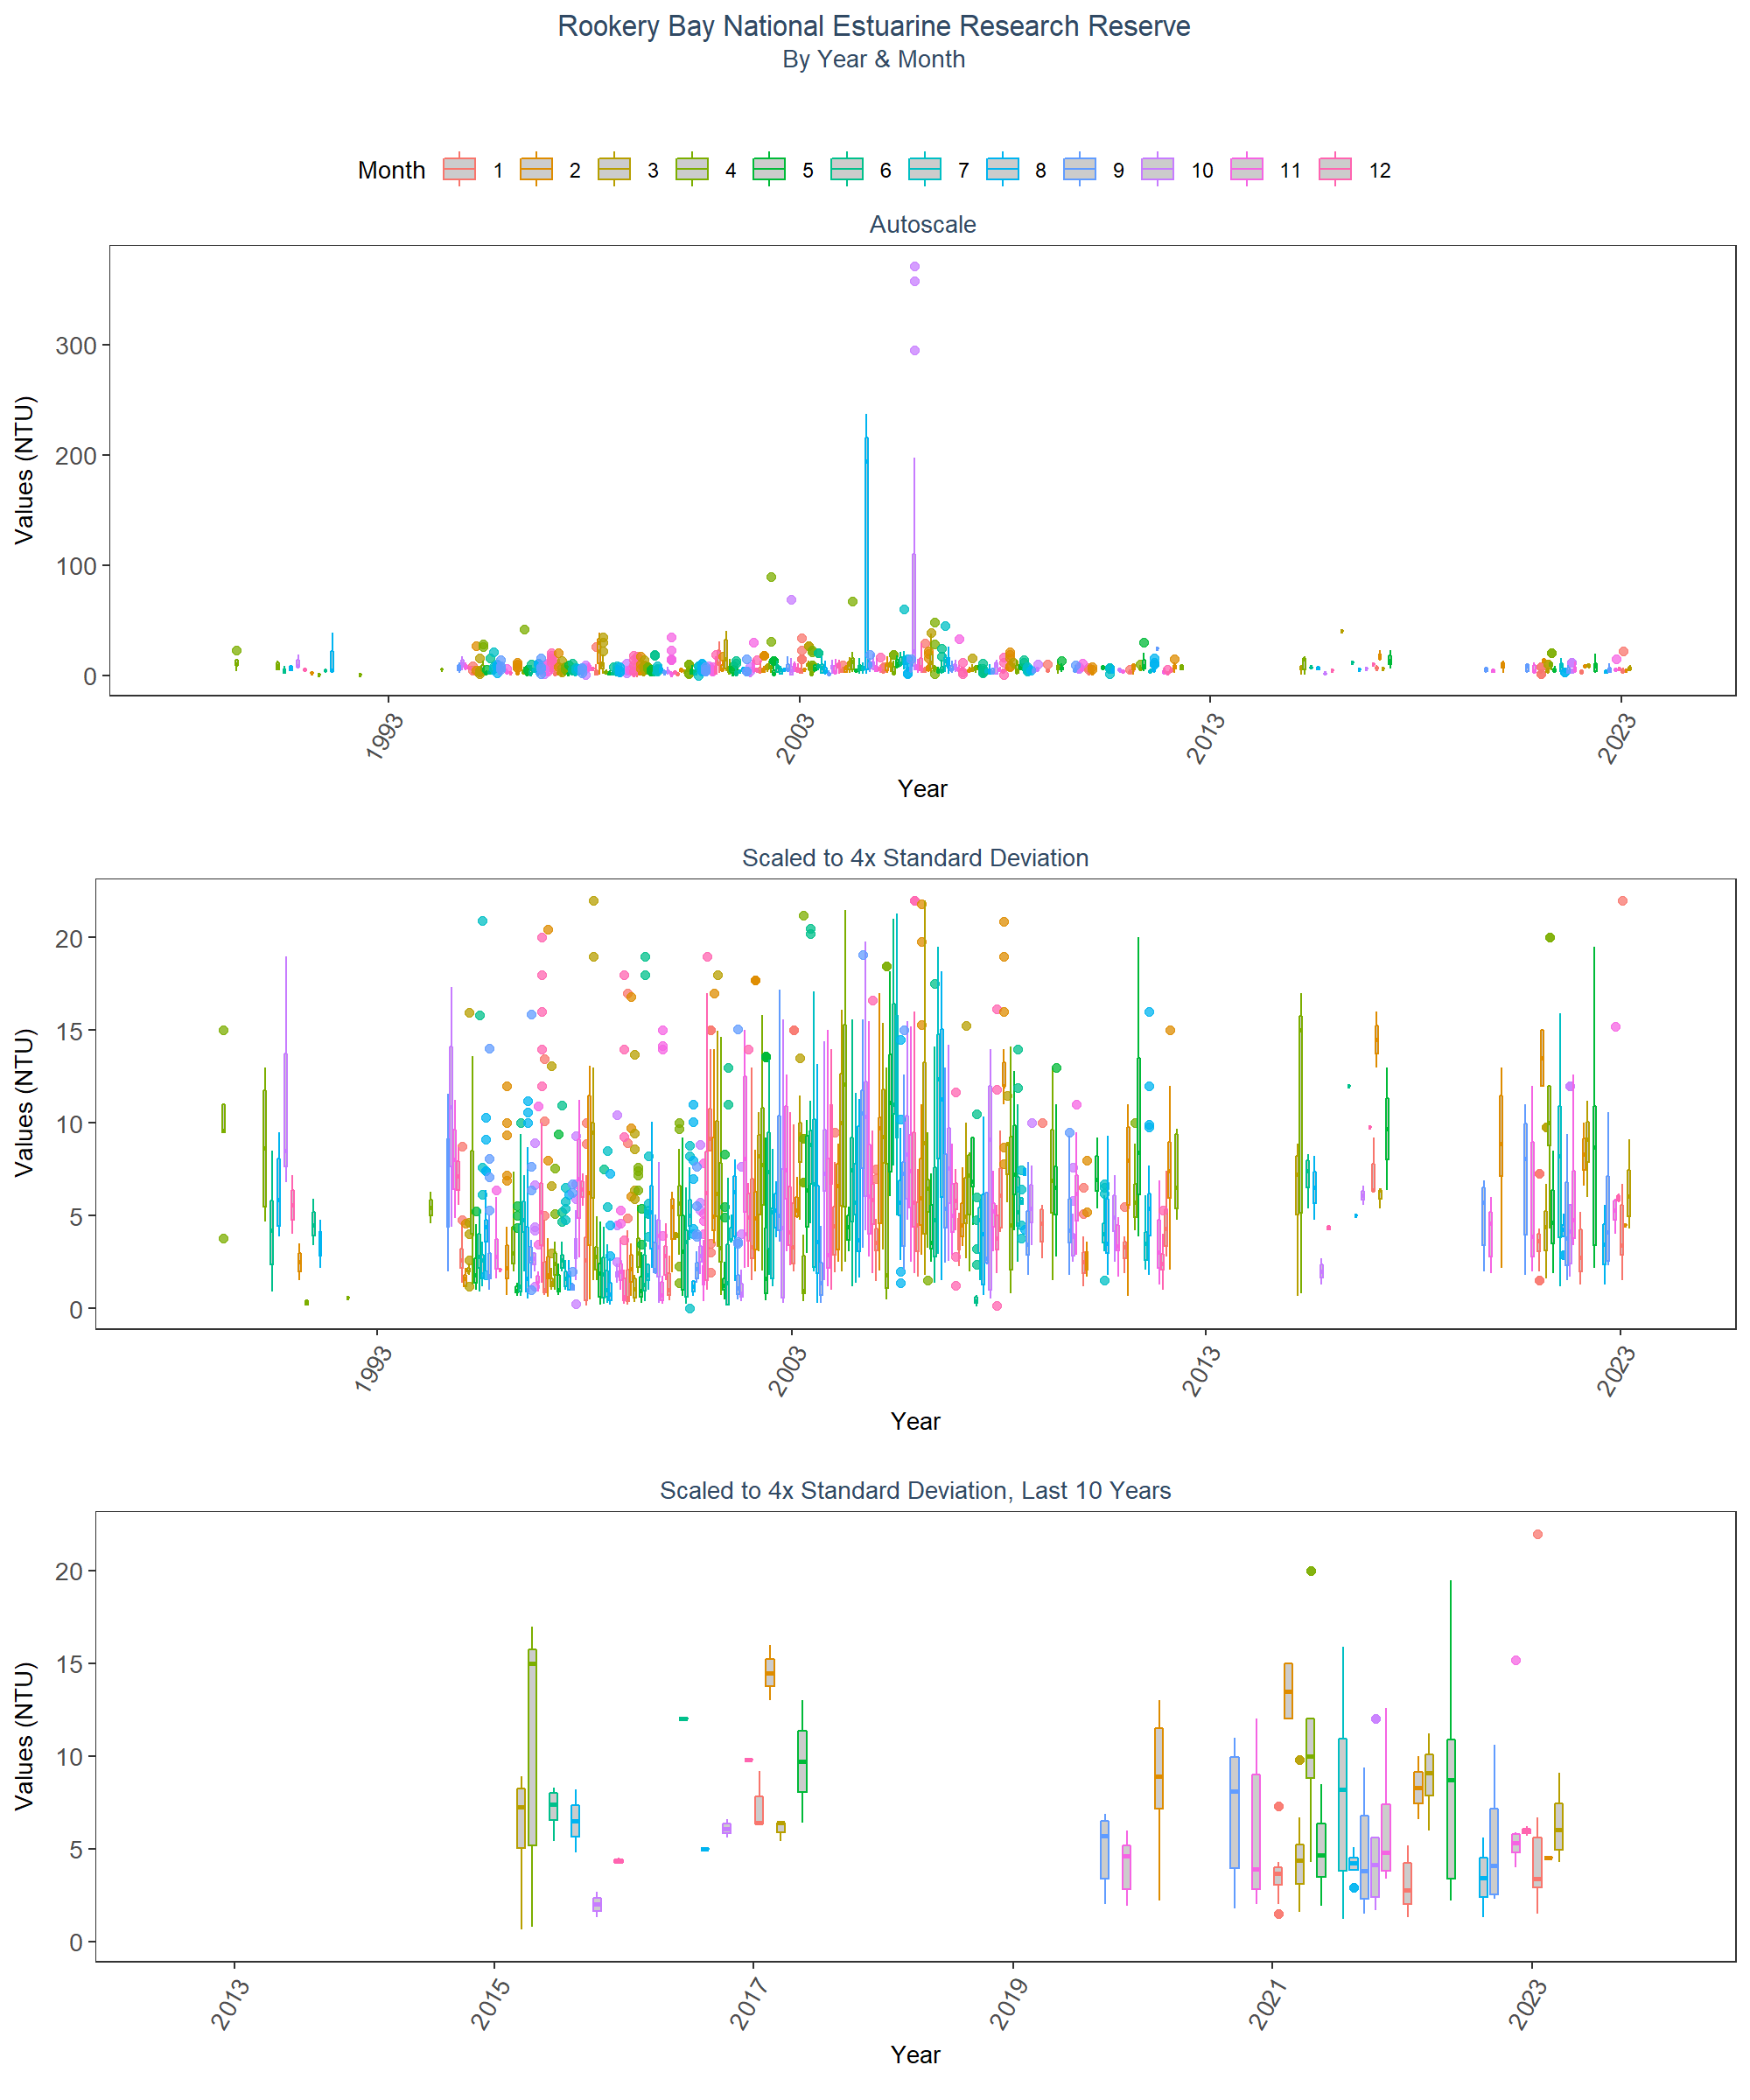 Rookery Bay National Estuarine Research Reserve
By Year & Month
Month 1 2 3 4 5 6 7 8 9 10 11 12
Autoscale
Values (NTU)
300
200
100
0
1993 2003 2013 2023
Year
Scaled to 4x Standard Deviation
Values (NTU)
20
15
10
5
0
1993 2003 2013 2023
Year
Scaled to 4x Standard Deviation, Last 10 Years
Values (NTU)
20
15
10
5
0
2013 2015 2017 2019 2021 2023
Year